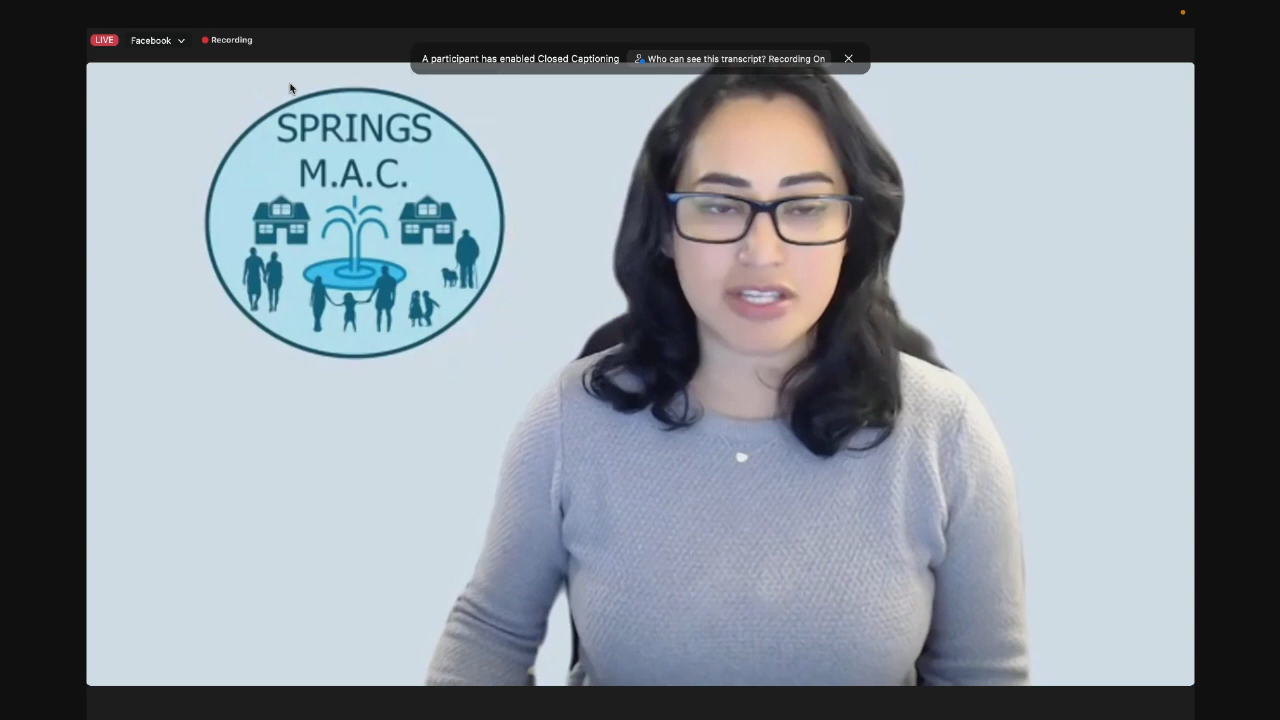 LIVE Facebook Recording
A participant has enabled Closed Captioning Who can see this transcript? Recording On
SPRINGS
M.A.C.